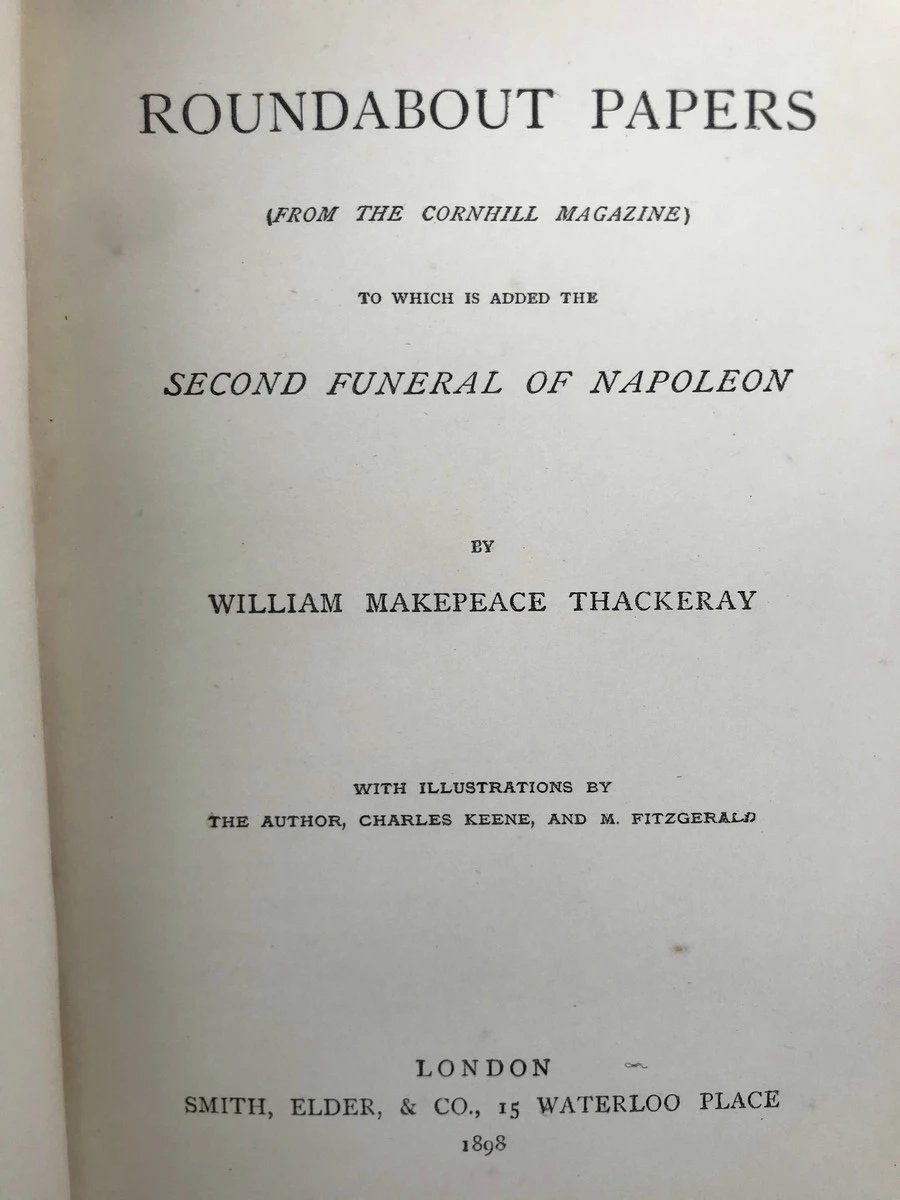 ROUNDABOUT PAPERS
(FROM THE CORNHILL MAGAZINE)
TO WHICH IS ADDED THE
SECOND FUNERAL OF NAPOLEON
BY
WILLIAM MAKEPEACE THACKERAY
WITH ILLUSTRATIONS BY
THE AUTHOR, CHARLES KEENE, AND M. FITZGERALD
LONDON
SMITH, ELDER, & CO., 15 WATERLOO PLACE
1898